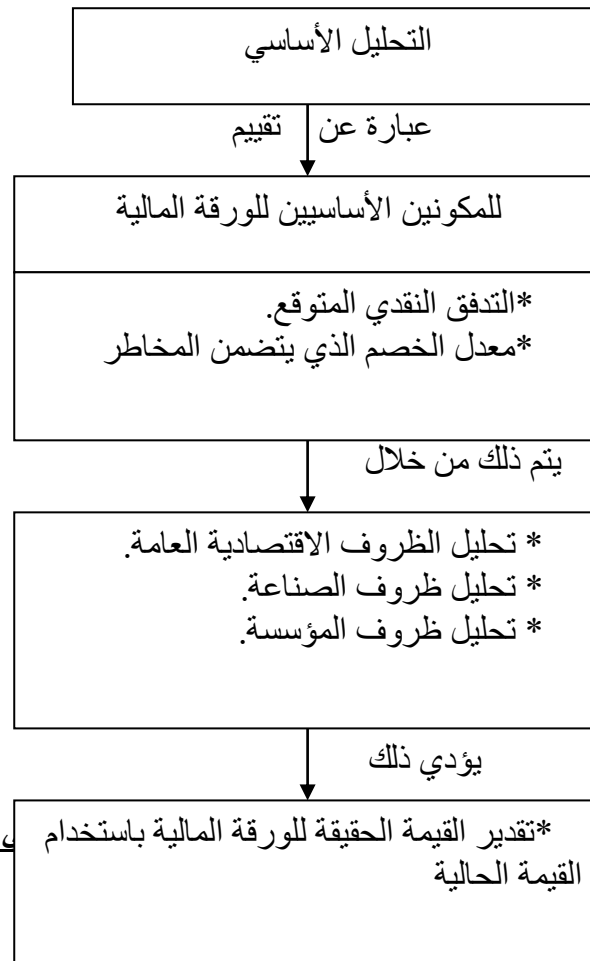 التحليل الأساسي
عبارة عن تقييم
للمكونين الأساسيين للورقة المالية
*التدفق النقدي المتوقع.
*معدل الخصم الذي يتضمن المخاطر
يتم ذلك من خلال
* تحليل الظروف الاقتصادية العامة.
* تحليل ظروف الصناعة.
* تحليل ظروف المؤسسة.
يؤدي ذلك
*تقدير القيمة الحقيقة للورقة المالية باستخدام
القيمة الحالية